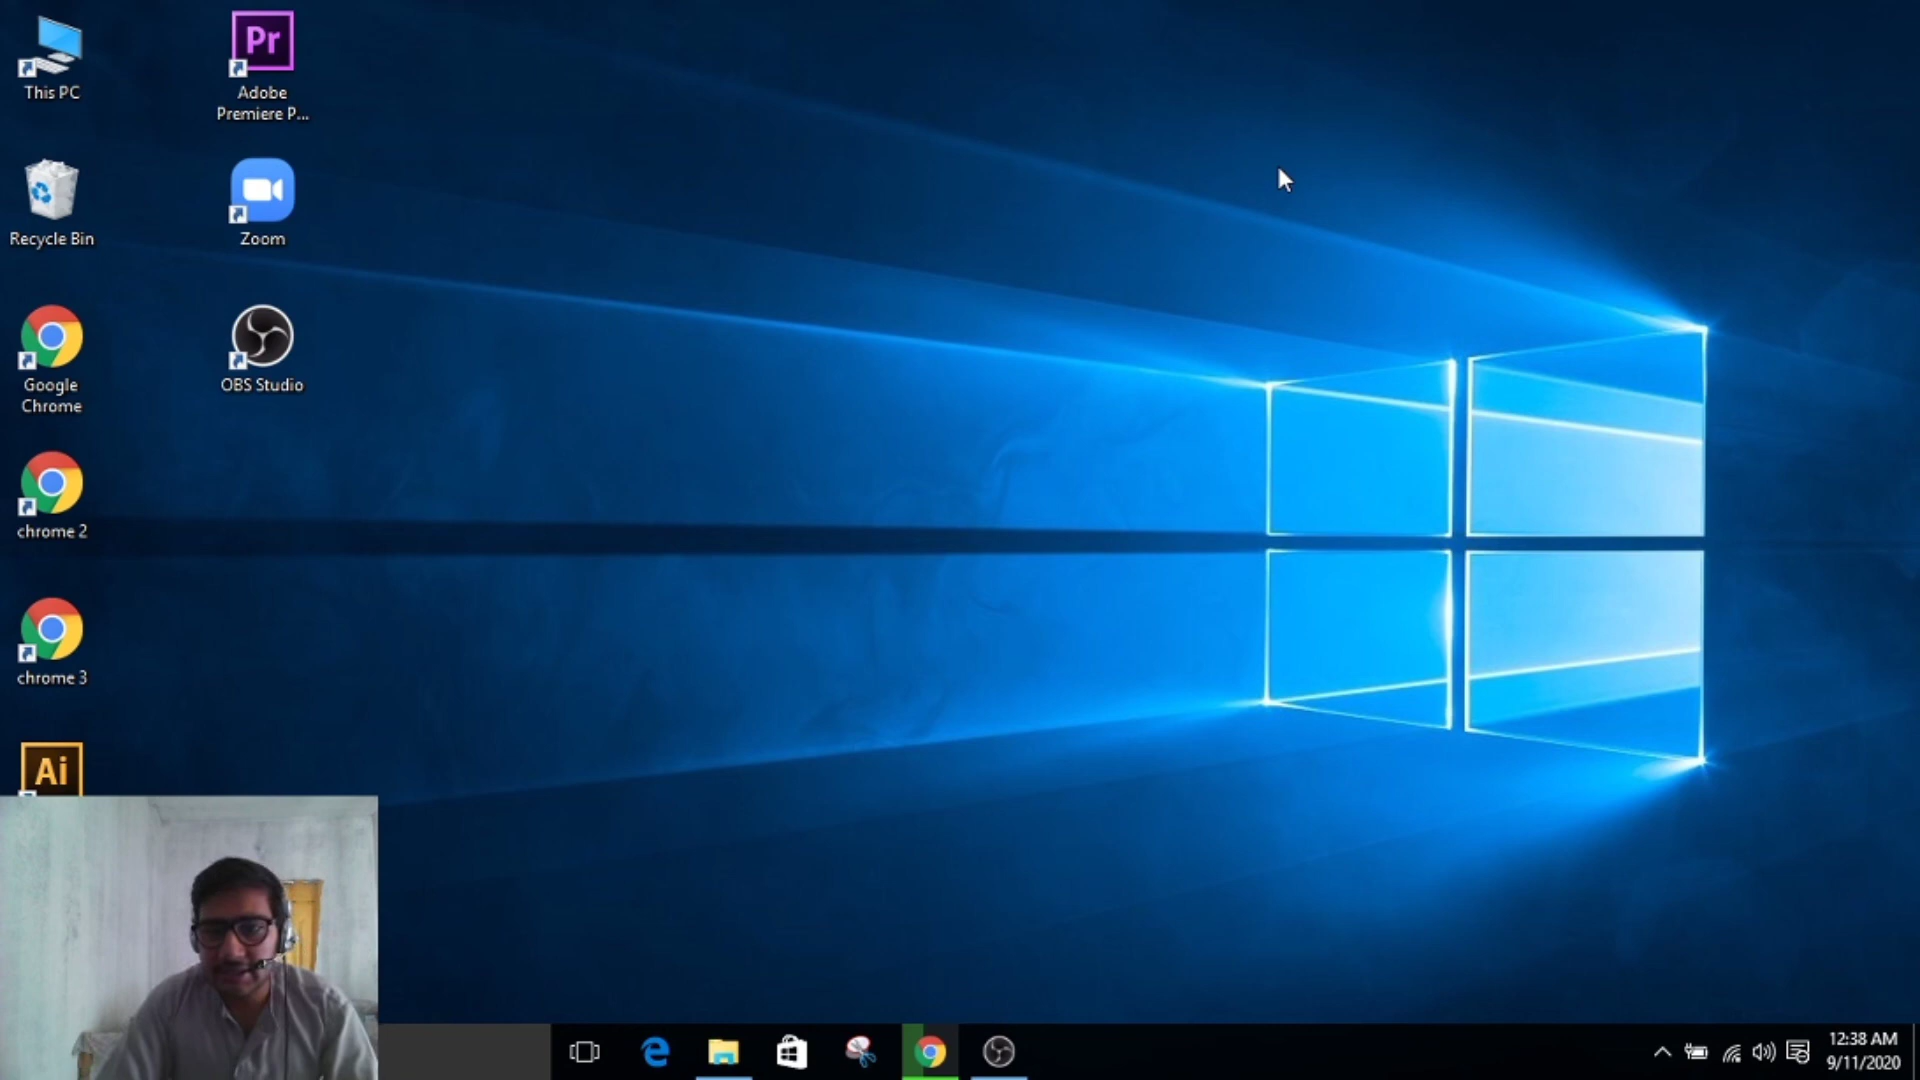 This PC
Pr
Adobe
Premiere P...
Recycle Bin
Zoom
Google
Chrome
OBS Studio
chrome 2
chrome 3
Ai
12:38 AM
9/11/2020